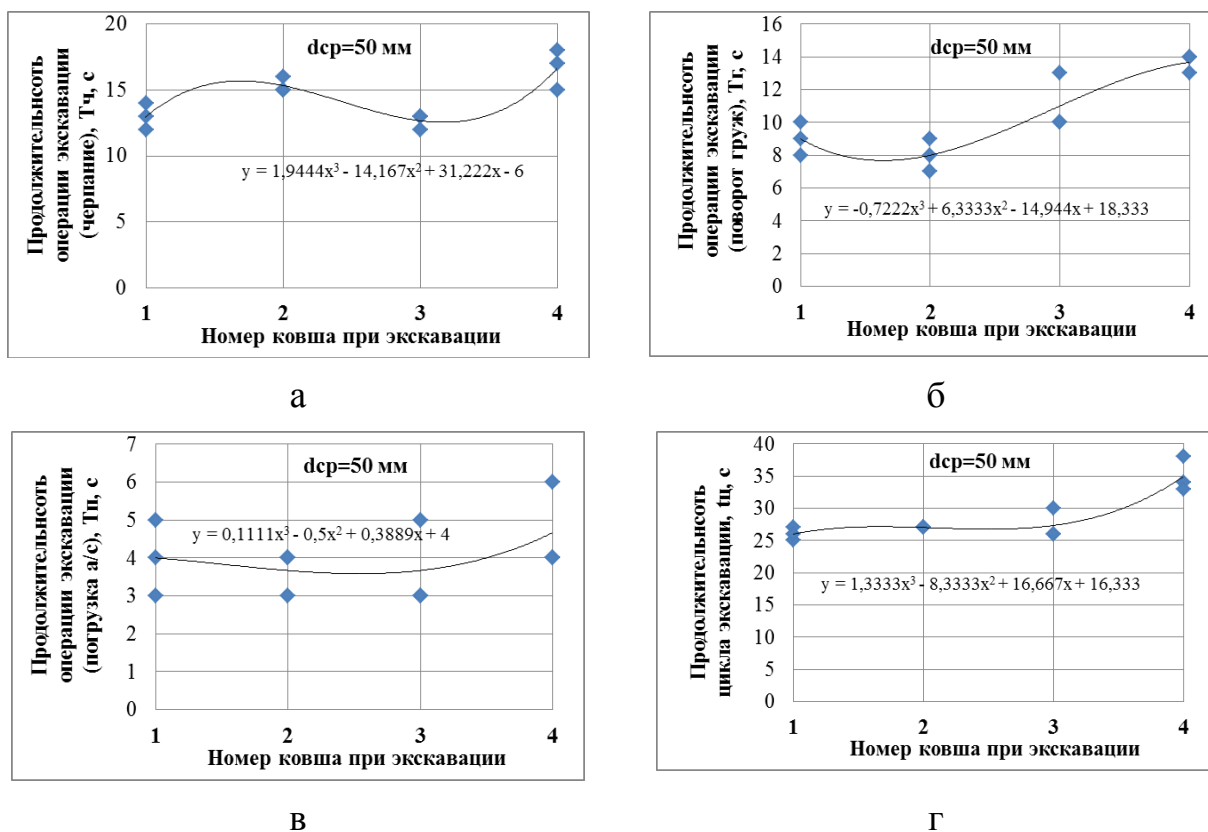 Продолжительнсоть
операции экскавации
(черпание), Тч, с
20
15
10
5
0
dср=50 мм
y = 1,9444x³ - 14,167x² + 31,222x - 6
1 2 3 4
Номер ковша при экскавации
а
Продолжительнсоть
операции экскавации
(поворот груж), Тг, с
16
14
12
10
8
6
4
2
0
dср=50 мм
y = -0,7222x³ + 6,3333x² - 14,944x + 18,333
1 2 3 4
Номер ковша при экскавации
б
Продолжительнсоть
операции экскавации
(погрузка а/с), Тп, с
7
6
5
4
3
2
1
0
dср=50 мм
y = 0,1111x³ - 0,5x² + 0,3889x + 4
1 2 3 4
Номер ковша при экскавации
в
Продолжительнсоть
цикла экскавации, tц, с
40
35
30
25
20
15
10
5
0
dср=50 мм
y = 1,3333x³ - 8,3333x² + 16,667x + 16,333
1 2 3 4
Номер ковша при экскавации
г